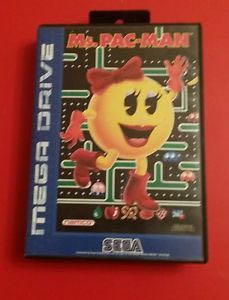 Ms. PAC-MAN
MEGA DRIVE
namco
SEGA